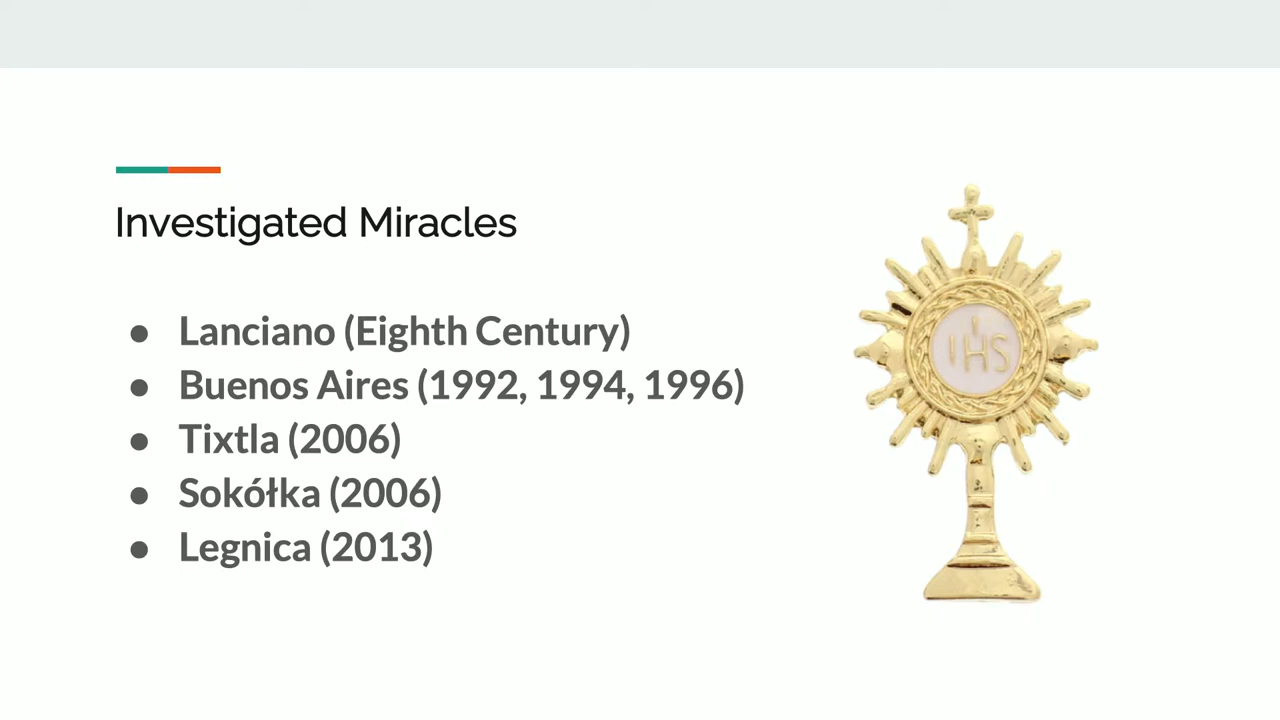 Investigated Miracles
● Lanciano (Eighth Century)
● Buenos Aires (1992, 1994, 1996)
● Tixtla (2006)
● Sokółka (2006)
● Legnica (2013)
IHS